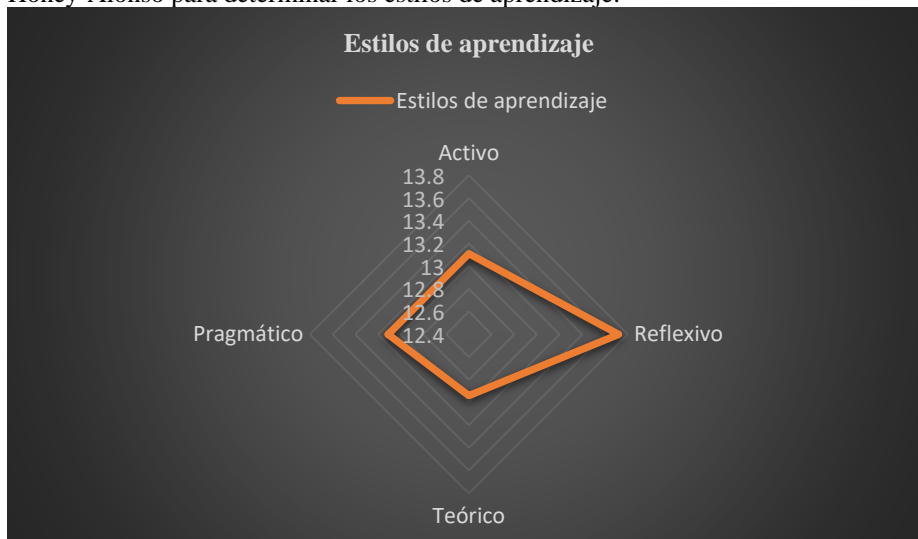 Honey-Alonso para determinar los estilos de aprendizaje.
Estilos de aprendizaje
Estilos de aprendizaje
Activo
13.8
13.6
13.4
13.2
13
12.8
12.6
12.4
Pragmático
Reflexivo
Teórico